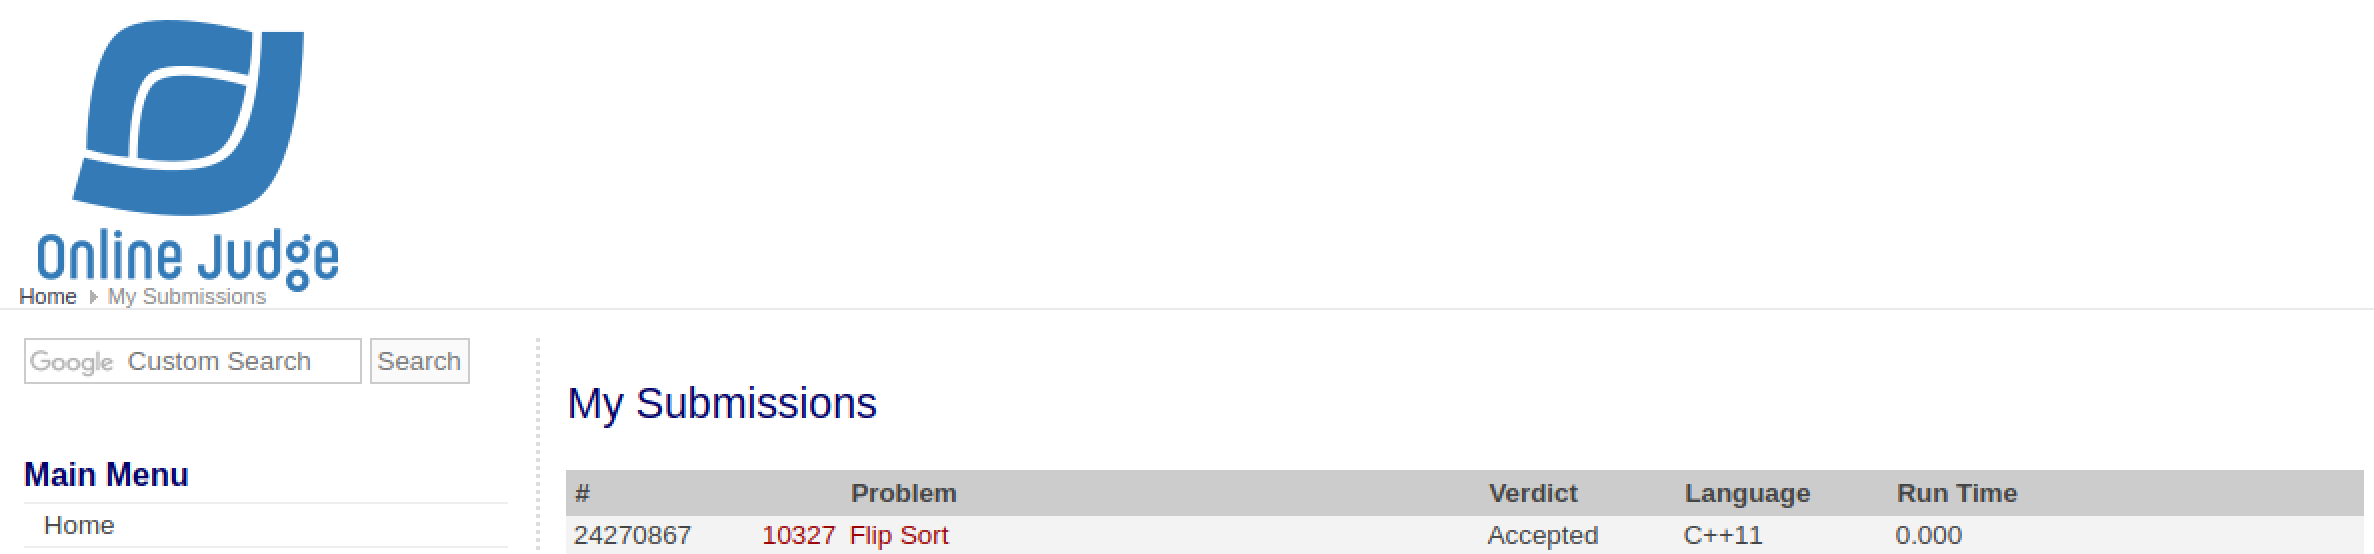 Online Judge
Home My Submissions
Google Custom Search Search
Main Menu
Home
My Submissions
# Problem Verdict Language Run Time
24270867 10327 Flip Sort Accepted C++11 0.000